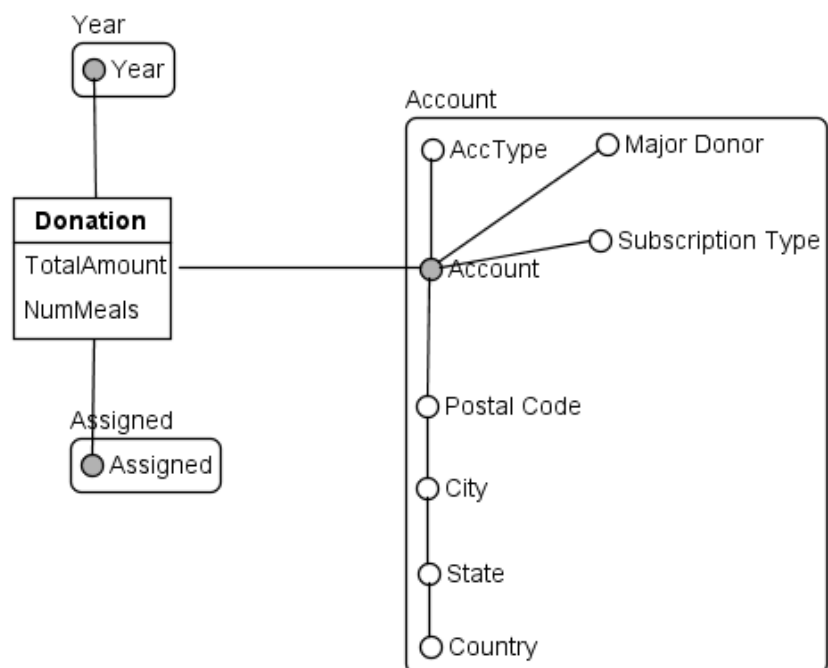 Year
Year
Account
AccType
Major Donor
Donation
Subscription Type
TotalAmount
Account
NumMeals
Postal Code
Assigned
Assigned
City
State
Country